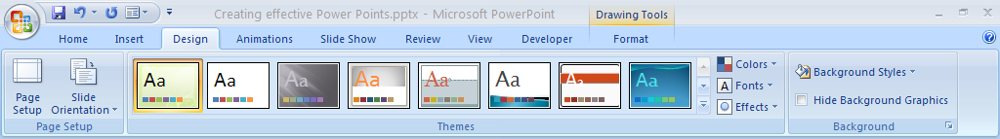 Creating effective Power Points.pptx - Microsoft PowerPoint
Drawing Tools
Home Insert Design Animations Slide Show Review View Developer Format
Aa Aa Aa Aa Aa Aa Aa Aa
Page Setup
Slide Orientation
Colors
Fonts
Effects
Background Styles
Hide Background Graphics
Page Setup
Themes
Background